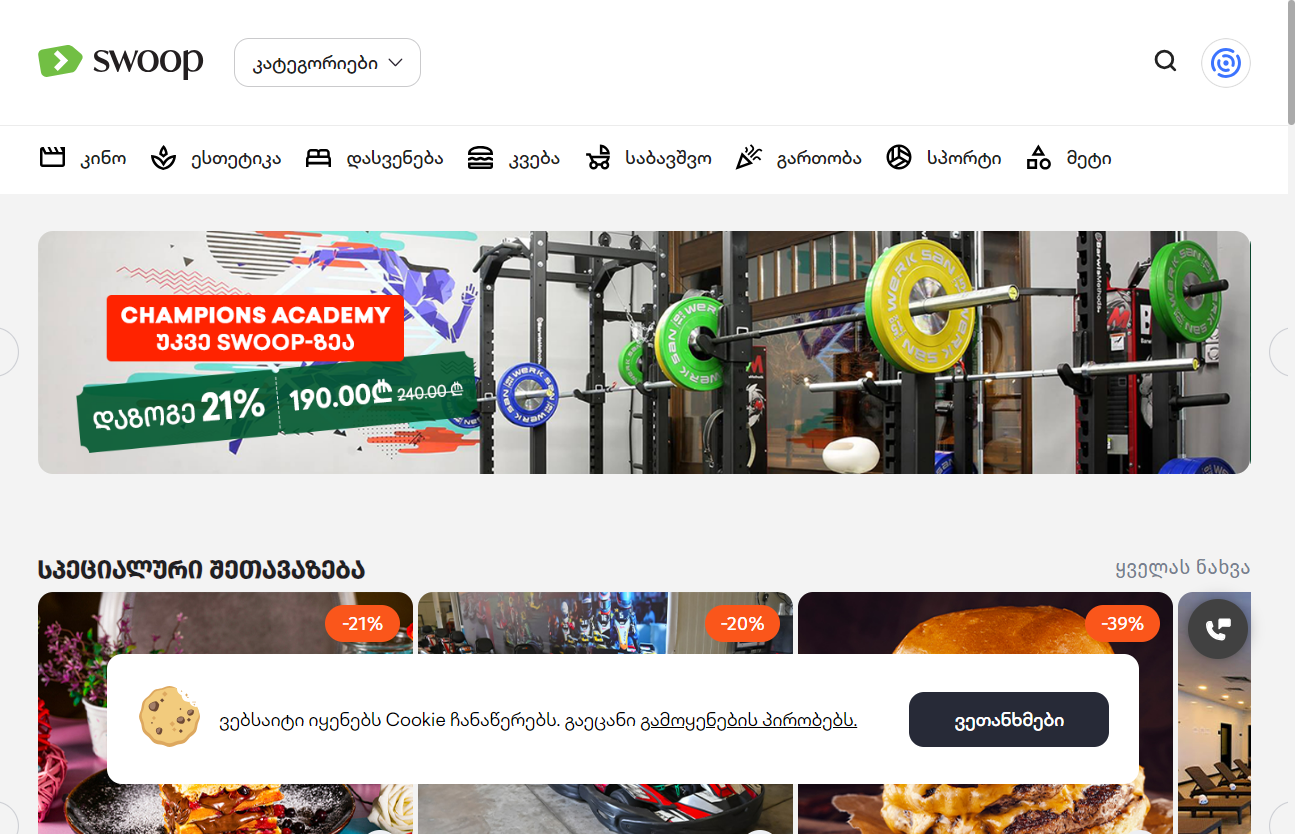 swoop
კატეგორიები
კინო
ესთეტიკა
დასვენება
კვება
საბავშვო
გართობა
სპორტი
მეტი
CHAMPIONS ACADEMY
უკვე SWOOP-ზეა
დაზოგე 21% 190.00₾ 240.00 ₾
სპეციალური შეთავაზება
ყველას ნახვა
-21%
-20%
-39%
ვებსაიტი იყენებს Cookie ჩანაწერებს. გაეცანი გამოყენების პირობებს.
ვეთანხმები